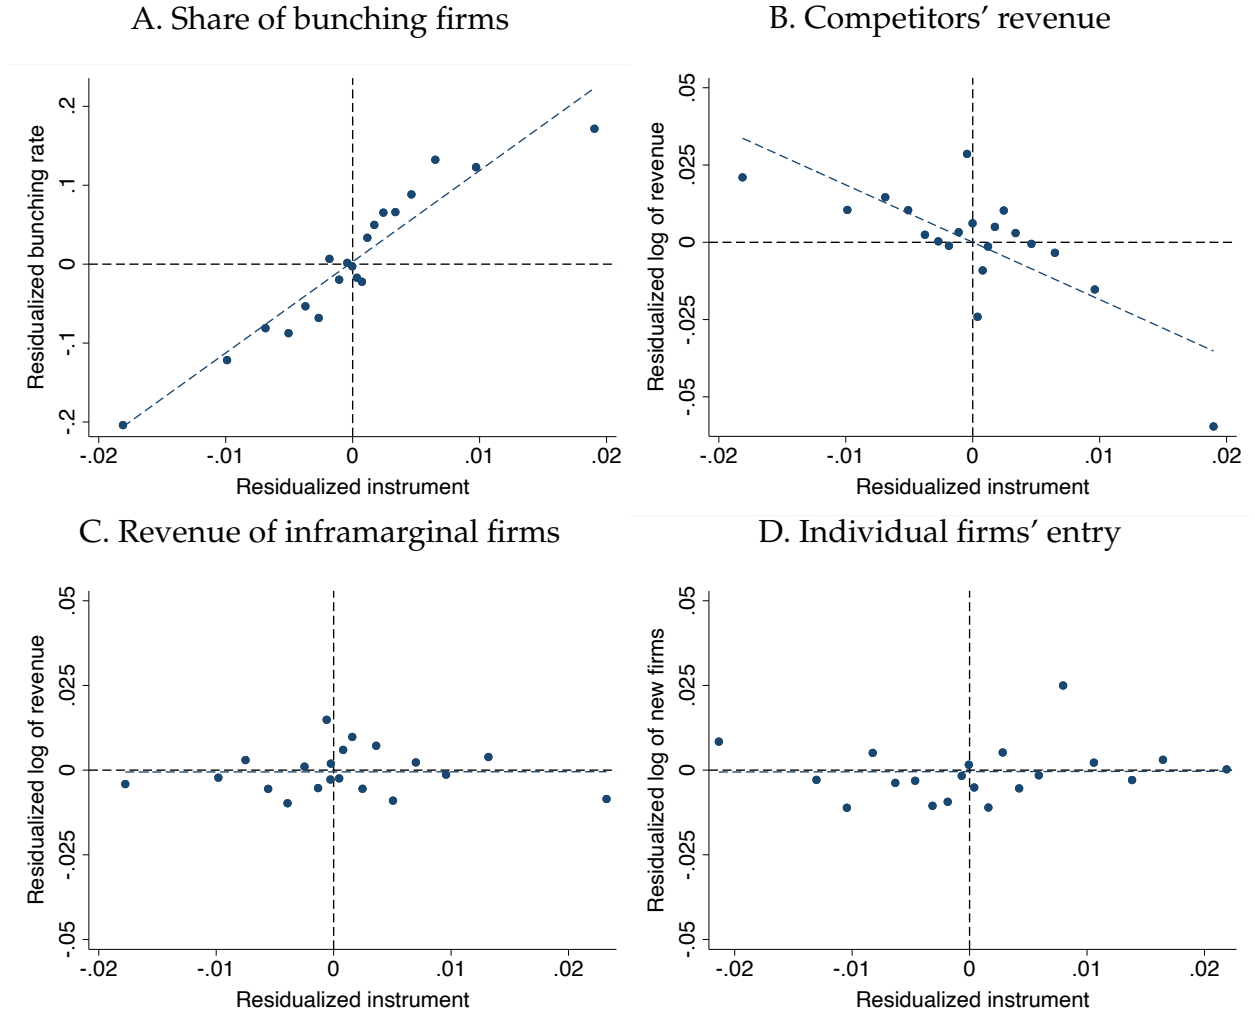 A. Share of bunching firms
Residualized bunching rate
.2
.1
0
-.1
-.2
-.02 -.01 0 .01 .02
Residualized instrument
B. Competitors’ revenue
Residualized log of revenue
.05
.025
0
-.025
-.05
-.02 -.01 0 .01 .02
Residualized instrument
C. Revenue of inframarginal firms
Residualized log of revenue
.05
.025
0
-.025
-.05
-.02 -.01 0 .01 .02
Residualized instrument
D. Individual firms’ entry
Residualized log of new firms
.05
.025
0
-.025
-.05
-.02 -.01 0 .01 .02
Residualized instrument